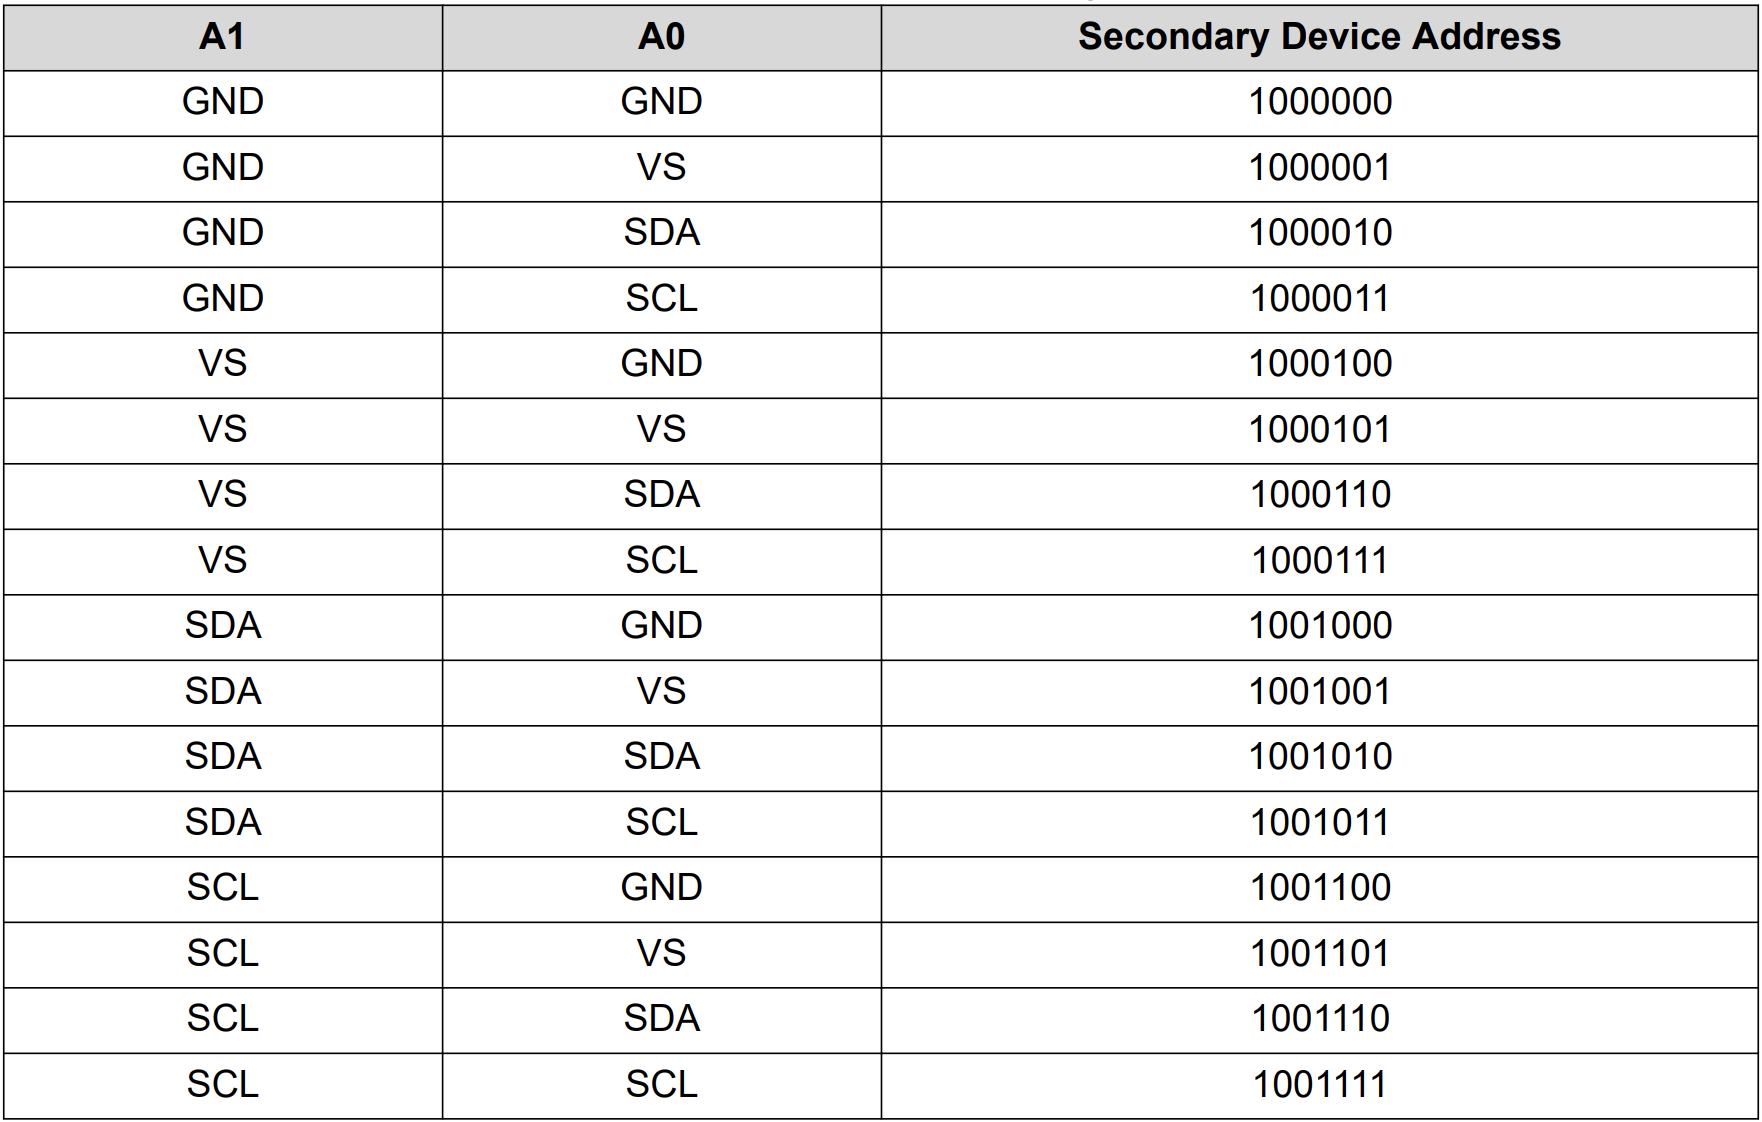 A1 A0 Secondary Device Address
GND GND 1000000
GND VS 1000001
GND SDA 1000010
GND SCL 1000011
VS GND 1000100
VS VS 1000101
VS SDA 1000110
VS SCL 1000111
SDA GND 1001000
SDA VS 1001001
SDA SDA 1001010
SDA SCL 1001011
SCL GND 1001100
SCL VS 1001101
SCL SDA 1001110
SCL SCL 1001111